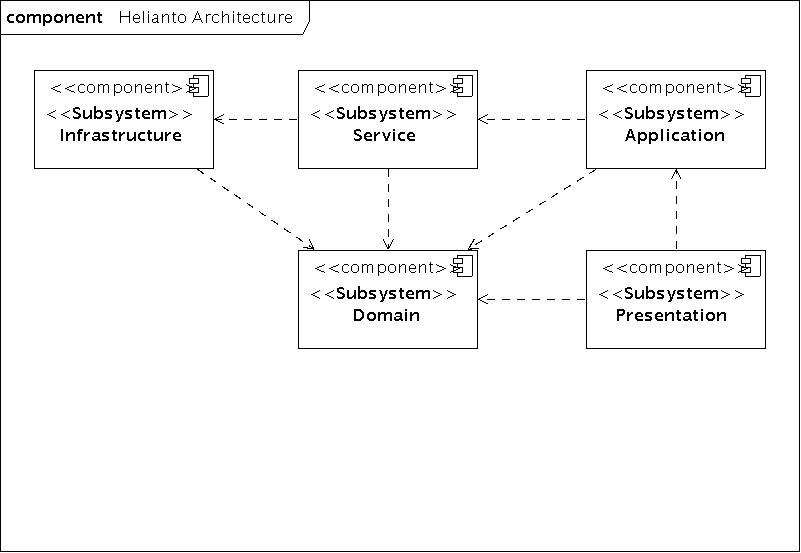 component Helianto Architecture
<<component>>
<<Subsystem>>
Infrastructure
<<component>>
<<Subsystem>>
Service
<<component>>
<<Subsystem>>
Application
<<component>>
<<Subsystem>>
Domain
<<component>>
<<Subsystem>>
Presentation